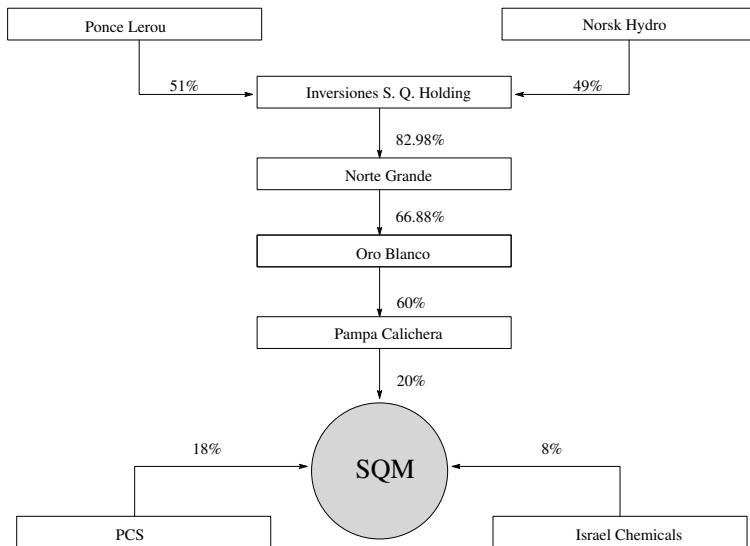 Ponce Lerou
Norsk Hydro
51%
49%
Inversiones S. Q. Holding
82.98%
Norte Grande
66.88%
Oro Blanco
60%
Pampa Calichera
20%
18%
SQM
8%
PCS
Israel Chemicals